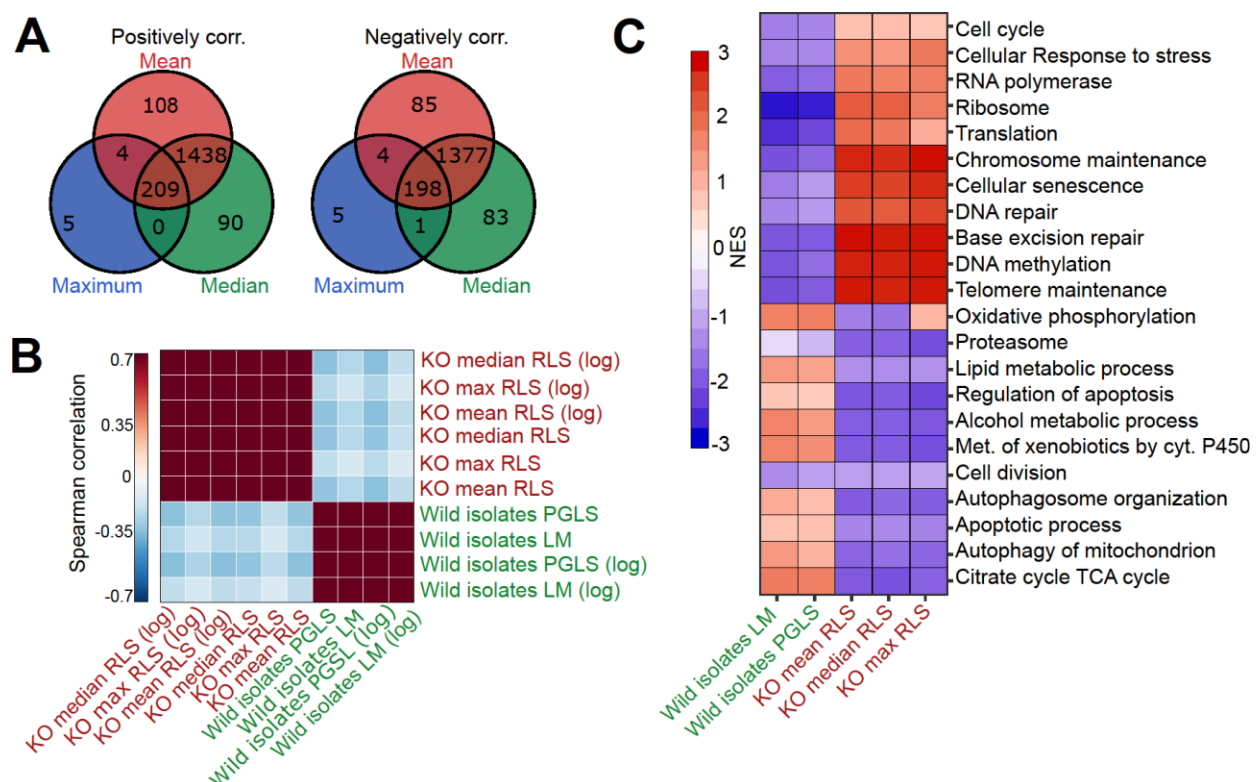 A
Positively corr.
Negatively corr.
Mean
Mean
108
4
1438
209
5
0
90
Maximum
Median
85
4
1377
198
5
1
83
Maximum
Median
B
Spearman correlation
0.7
0.35
0
-0.35
-0.7
KO median RLS (log)
KO max RLS (log)
KO mean RLS (log)
KO median RLS
KO max RLS
KO mean RLS
Wild isolates PGLS
Wild isolates LM
Wild isolates PGLS (log)
Wild isolates LM (log)
KO median RLS (log)
KO max RLS (log)
KO mean RLS (log)
KO median RLS
KO max RLS
KO mean RLS
Wild isolates PGLS
Wild isolates LM
Wild isolates PGSL (log)
Wild isolates LM (log)
C
3
2
1
0
-1
-2
-3
NES
Cell cycle
Cellular Response to stress
RNA polymerase
Ribosome
Translation
Chromosome maintenance
Cellular senescence
DNA repair
Base excision repair
DNA methylation
Telomere maintenance
Oxidative phosphorylation
Proteasome
Lipid metabolic process
Regulation of apoptosis
Alcohol metabolic process
Met. of xenobiotics by cyt. P450
Cell division
Autophagosome organization
Apoptotic process
Autophagy of mitochondrion
Citrate cycle TCA cycle
Wild isolates LM
Wild isolates PGLS
KO mean RLS
KO median RLS
KO max RLS